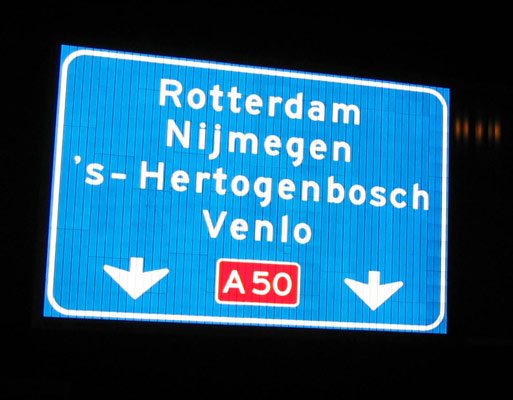 Rotterdam
Nijmegen
's-Hertogenbosch
Venlo
A50